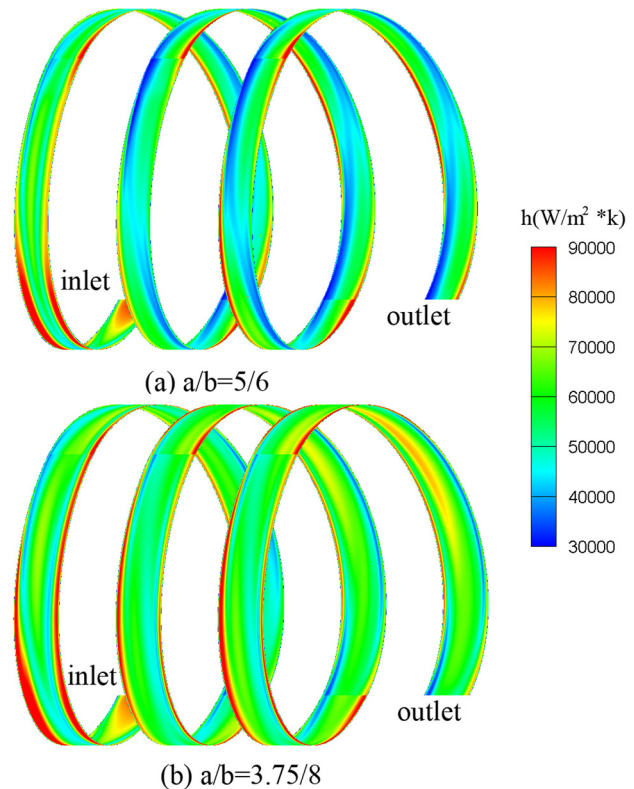 inlet
outlet
(a) a/b=5/6
h(W/m² *k)
90000
80000
70000
60000
50000
40000
30000
inlet
outlet
(b) a/b=3.75/8